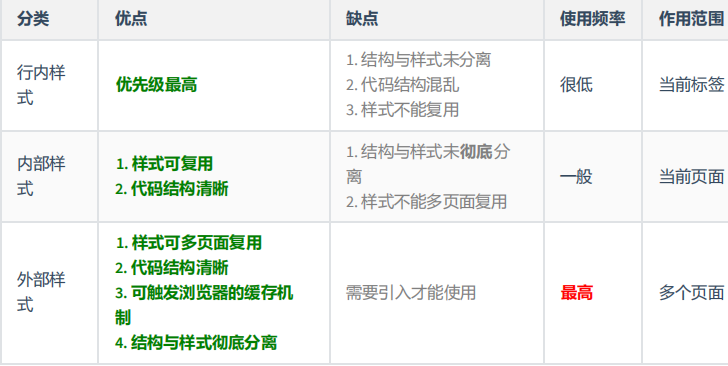 分类 优点 缺点 使用频率 作用范围
行内样
式
优先级最高
1. 结构与样式未分离
2. 代码结构混乱
3. 样式不能复用
很低
当前标签
内部样
式
1. 样式可复用
2. 代码结构清晰
1. 结构与样式未彻底分
离
2. 样式不能多页面复用
一般
当前页面
外部样
式
1. 样式可多页面复用
2. 代码结构清晰
3. 可触发浏览器的缓存机
制
4. 结构与样式彻底分离
需要引入才能使用
最高
多个页面